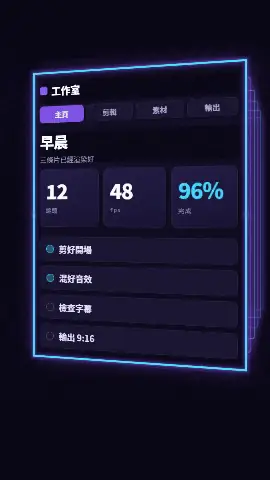 工作室
主頁 剪輯 素材 輸出
早晨
三條片已經渲染好
12 48 96%
fps 完成
剪好開場
混好音效
檢查字幕
輸出 9:16